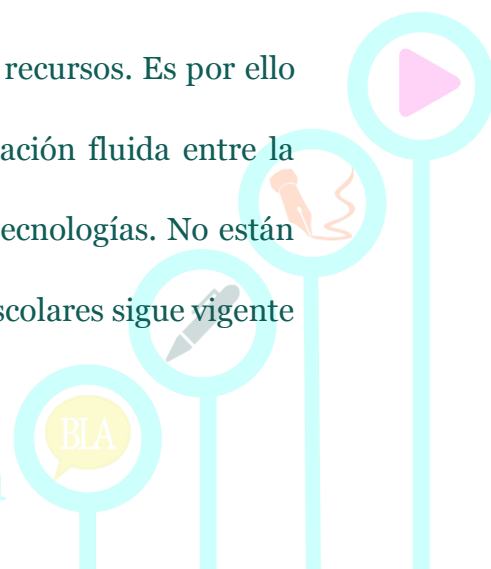 recursos. Es por ello
ación fluida entre la
ecnologías. No están
scolares sigue vigente
BLA